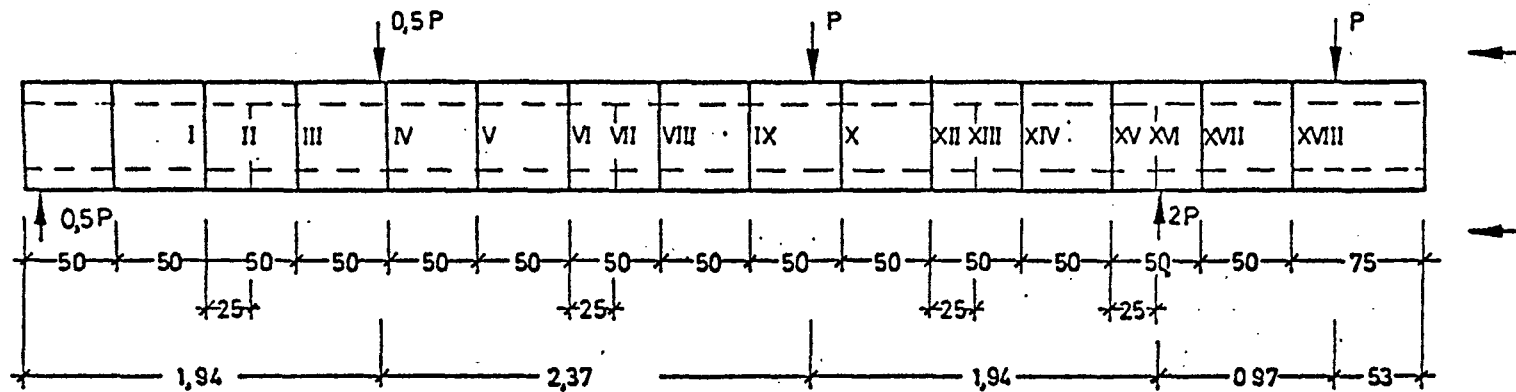 0,5P P P
I II III IV V VI VII VIII IX X XII XIII XIV XV XVI XVII XVIII
0,5P 2P
50 50 50 50 50 50 50 50 50 50 50 50 50 50 75
25 25 25 25
1,94 2,37 1,94 0 97 53